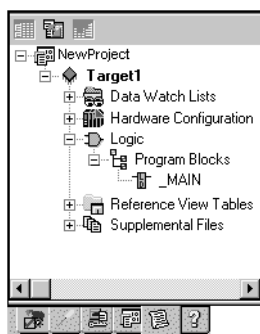 NewProject
Target1
Data Watch Lists
Hardware Configuration
Logic
Program Blocks
_MAIN
Reference View Tables
Supplemental Files
?